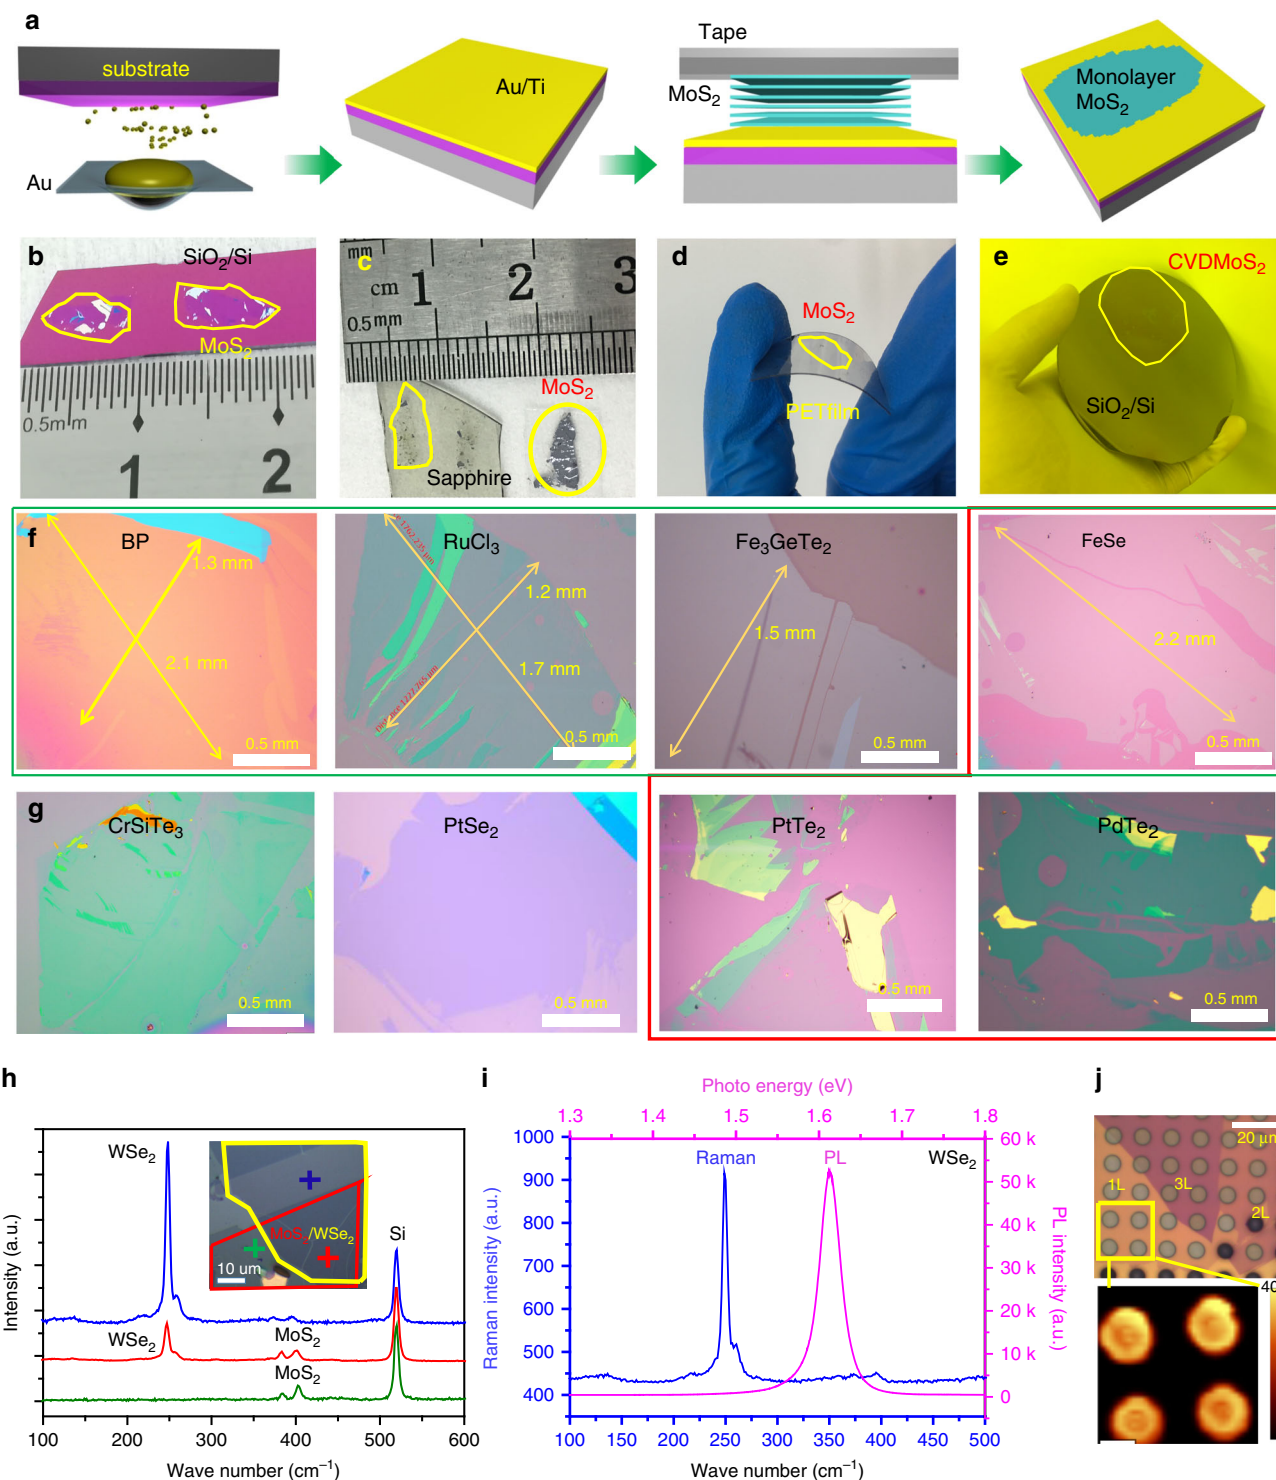 a
substrate
Au
Au/Ti
Tape
MoS₂
Monolayer
MoS₂
b
SiO₂/Si
MoS₂
0.5mm
1
2
c
mm
cm
1
2
3
0.5mm
MoS₂
Sapphire
d
MoS₂
PETfilm
e
CVDMoS₂
SiO₂/Si
f
BP
1.3 mm
2.1 mm
0.5 mm
RuCl₃
1.2 mm
1.7 mm
0.5 mm
Fe₃GeTe₂
1.5 mm
0.5 mm
FeSe
2.2 mm
0.5 mm
g
CrSiTe₃
0.5 mm
PtSe₂
0.5 mm
PtTe₂
0.5 mm
PdTe₂
0.5 mm
h
WSe₂
WSe₂
MoS₂
MoS₂
Si
MoS₂/WSe₂
10 um
Intensity (a.u.)
100 200 300 400 500 600
Wave number (cm⁻¹)
i
Photo energy (eV)
1.3 1.4 1.5 1.6 1.7 1.8
Raman
PL
WSe₂
Raman intensity (a.u.)
1000
900
800
700
600
500
400
60 k
50 k
40 k
30 k
20 k
10 k
0
PL intensity (a.u.)
100 150 200 250 300 350 400 450 500
Wave number (cm⁻¹)
j
20 μm
1L
3L
2L